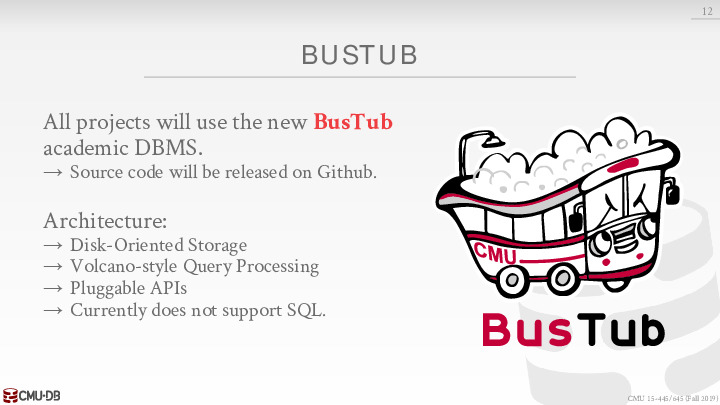 12
BUSTUB
All projects will use the new BusTub
academic DBMS.
→ Source code will be released on Github.
Architecture:
→ Disk-Oriented Storage
→ Volcano-style Query Processing
→ Pluggable APIs
→ Currently does not support SQL.
CMU
BusTub
CMU·DB
CMU 15-445/645 (Fall 2019)